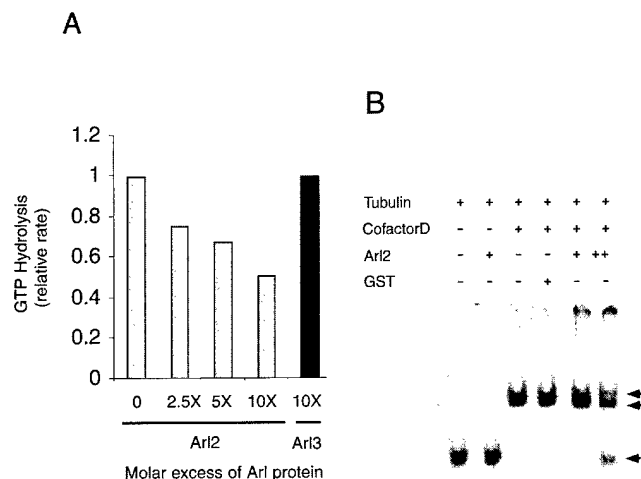 A
1.2
1
0.8
0.6
0.4
0.2
0
GTP Hydrolysis
(relative rate)
0 2.5X 5X 10X 10X
Arl2 Arl3
Molar excess of Arl protein
B
Tubulin + + + + + +
CofactorD - - + + + +
Arl2 - + - - + ++
GST - - - + - -